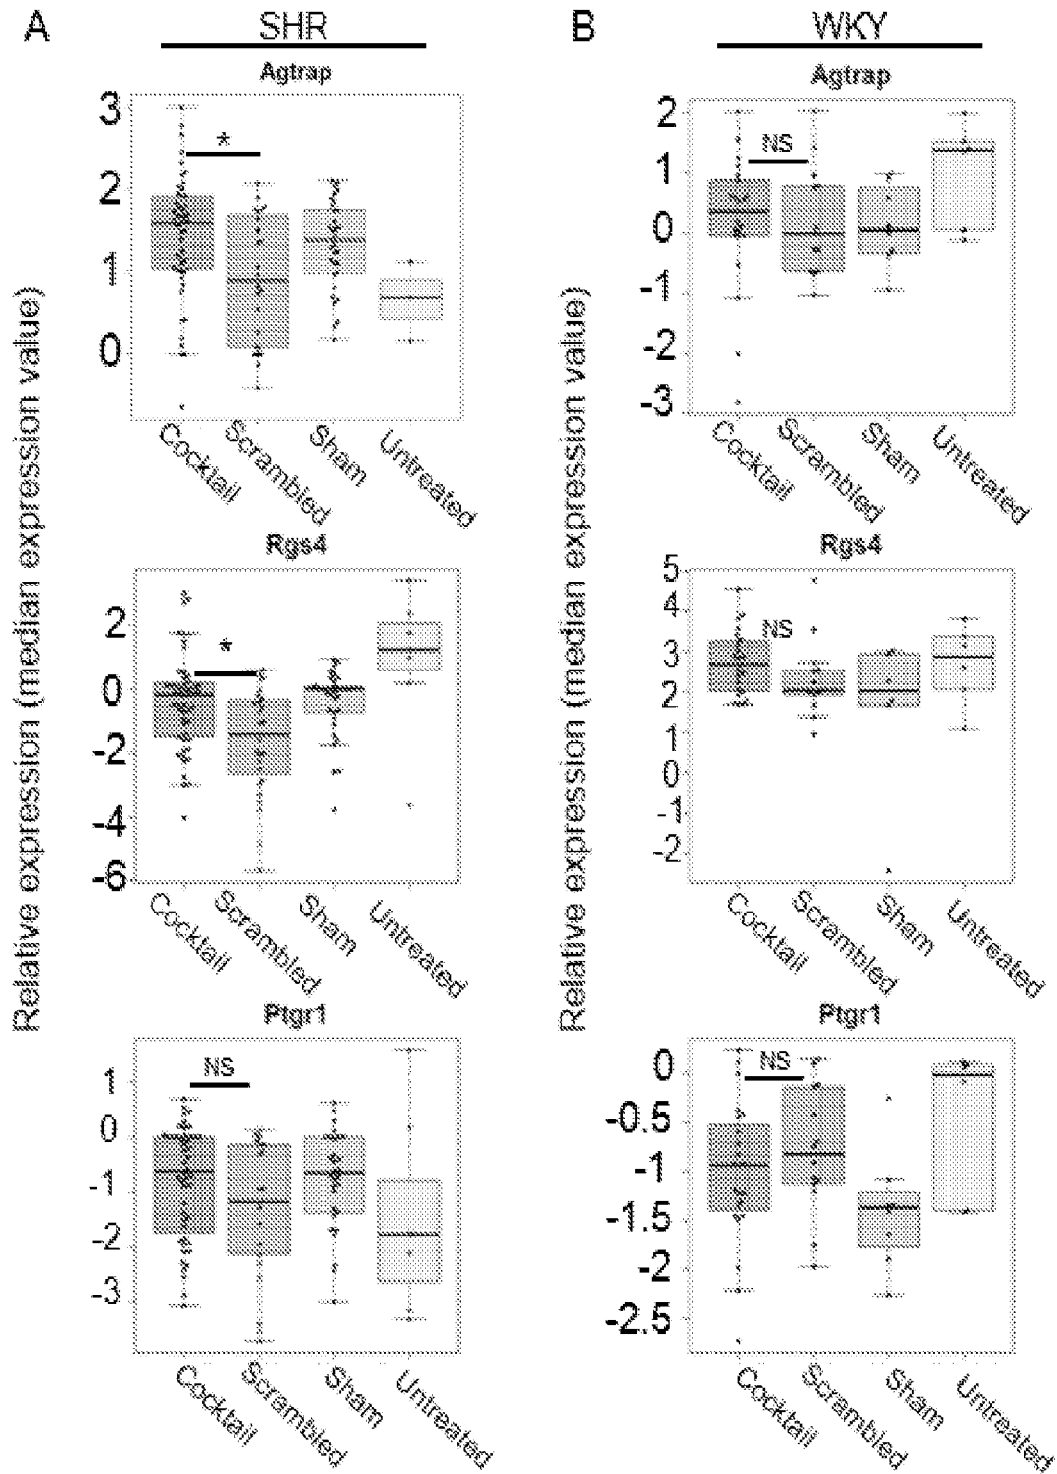 A
SHR
Agtrap
3
2
1
0
*
Cocktail
Scrambled
Sham
Untreated
Rgs4
2
0
-2
-4
-6
*
Cocktail
Scrambled
Sham
Untreated
Ptgr1
1
0
-1
-2
-3
NS
Cocktail
Scrambled
Sham
Untreated
Relative expression (median expression value)
B
WKY
Agtrap
2
1
0
-1
-2
-3
NS
Cocktail
Scrambled
Sham
Untreated
Rgs4
5
4
3
2
1
0
-1
-2
NS
Cocktail
Scrambled
Sham
Untreated
Ptgr1
0
-0.5
-1
-1.5
-2
-2.5
NS
Cocktail
Scrambled
Sham
Untreated
Relative expression (median expression value)